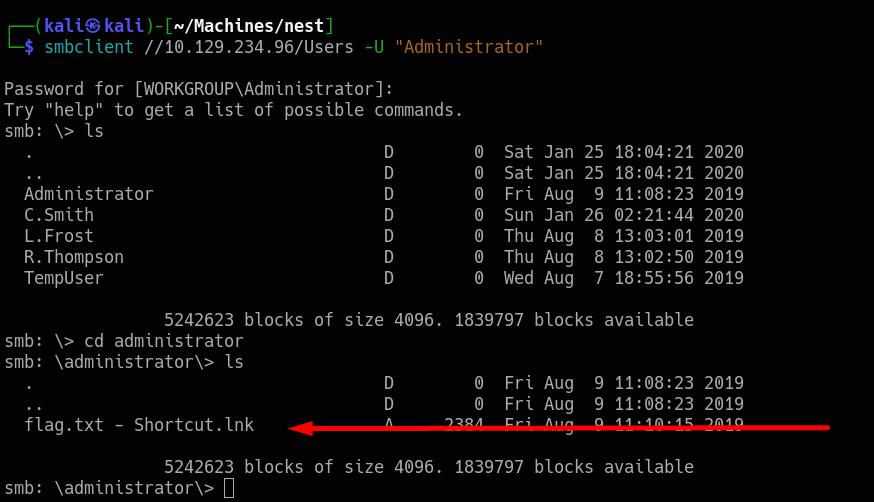 ┌──(kali㉿kali)-[~/Machines/nest]
└─$ smbclient //10.129.234.96/Users -U "Administrator"
Password for [WORKGROUP\Administrator]:
Try "help" to get a list of possible commands.
smb: \> ls
  .                                   D        0  Sat Jan 25 18:04:21 2020
  ..                                  D        0  Sat Jan 25 18:04:21 2020
  Administrator                       D        0  Fri Aug  9 11:08:23 2019
  C.Smith                             D        0  Sun Jan 26 02:21:44 2020
  L.Frost                             D        0  Thu Aug  8 13:03:01 2019
  R.Thompson                          D        0  Thu Aug  8 13:02:50 2019
  TempUser                            D        0  Wed Aug  7 18:55:56 2019
                5242623 blocks of size 4096. 1839797 blocks available
smb: \> cd administrator
smb: \administrator\> ls
  .                                   D        0  Fri Aug  9 11:08:23 2019
  ..                                  D        0  Fri Aug  9 11:08:23 2019
  flag.txt - Shortcut.lnk             A     2384  Fri Aug  9 11:10:15 2019
                5242623 blocks of size 4096. 1839797 blocks available
smb: \administrator\>